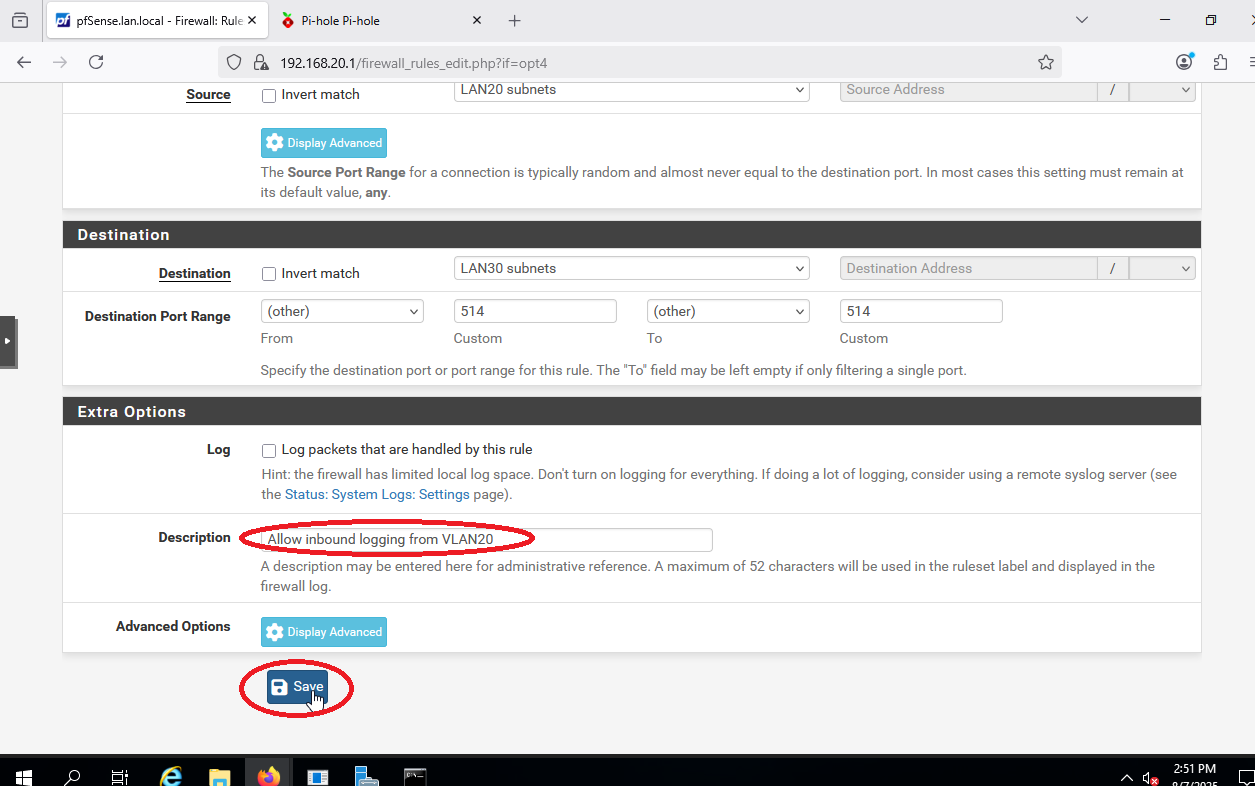 pfSense.lan.local - Firewall: Rule
Pi-hole Pi-hole
192.168.20.1/firewall_rules_edit.php?if=opt4
Source
Invert match
LAN20 subnets
Source Address
/
Display Advanced
The Source Port Range for a connection is typically random and almost never equal to the destination port. In most cases this setting must remain at
its default value, any.
Destination
Destination
Invert match
LAN30 subnets
Destination Address
/
Destination Port Range
(other)
514
(other)
514
From
Custom
To
Custom
Specify the destination port or port range for this rule. The "To" field may be left empty if only filtering a single port.
Extra Options
Log
Log packets that are handled by this rule
Hint: the firewall has limited local log space. Don't turn on logging for everything. If doing a lot of logging, consider using a remote syslog server (see
the Status: System Logs: Settings page).
Description
Allow inbound logging from VLAN20
A description may be entered here for administrative reference. A maximum of 52 characters will be used in the ruleset label and displayed in the
firewall log.
Advanced Options
Display Advanced
Save
2:51 PM
8/7/2025